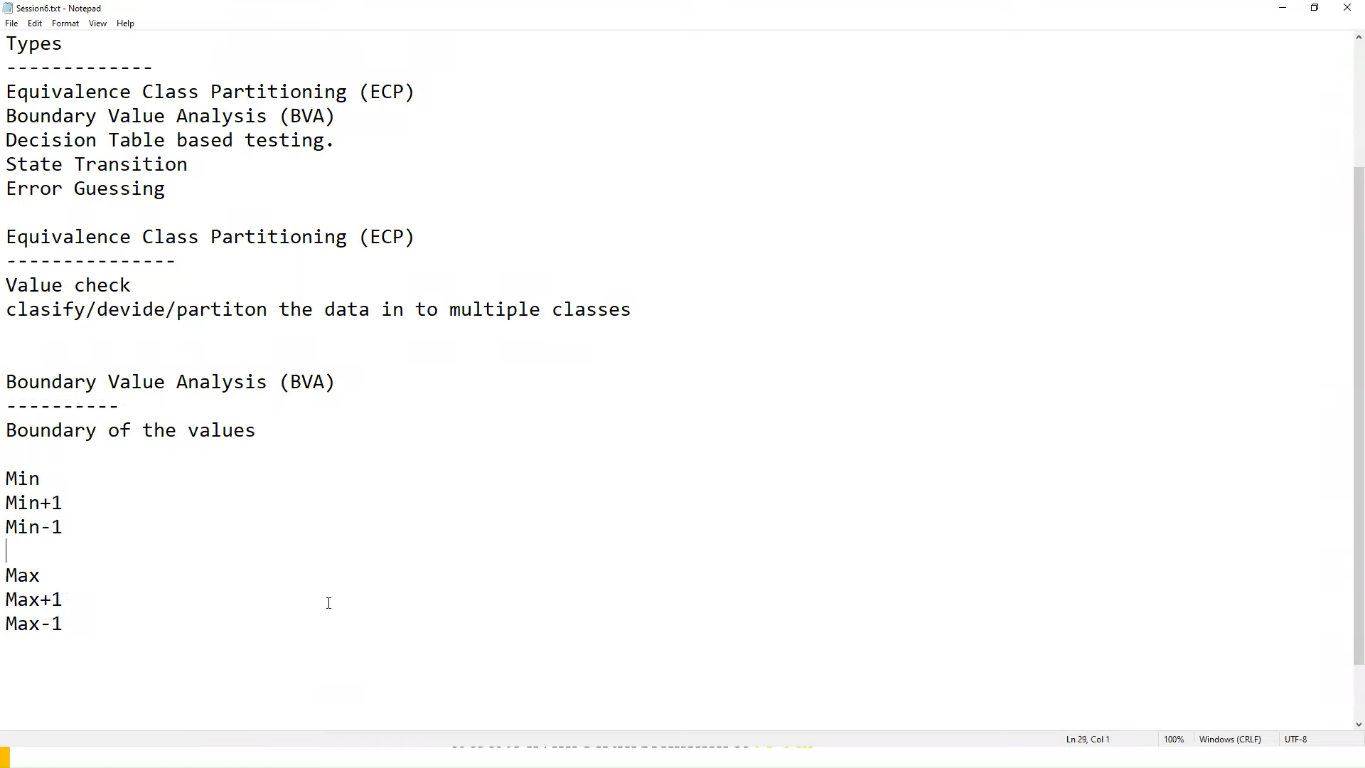 Session6.txt - Notepad
File Edit Format View Help
Types
-------------
Equivalence Class Partitioning (ECP)
Boundary Value Analysis (BVA)
Decision Table based testing.
State Transition
Error Guessing
Equivalence Class Partitioning (ECP)
---------------
Value check
clasify/devide/partiton the data in to multiple classes
Boundary Value Analysis (BVA)
----------
Boundary of the values
Min
Min+1
Min-1
Max
Max+1
Max-1
Ln 29, Col 1 100% Windows (CRLF) UTF-8